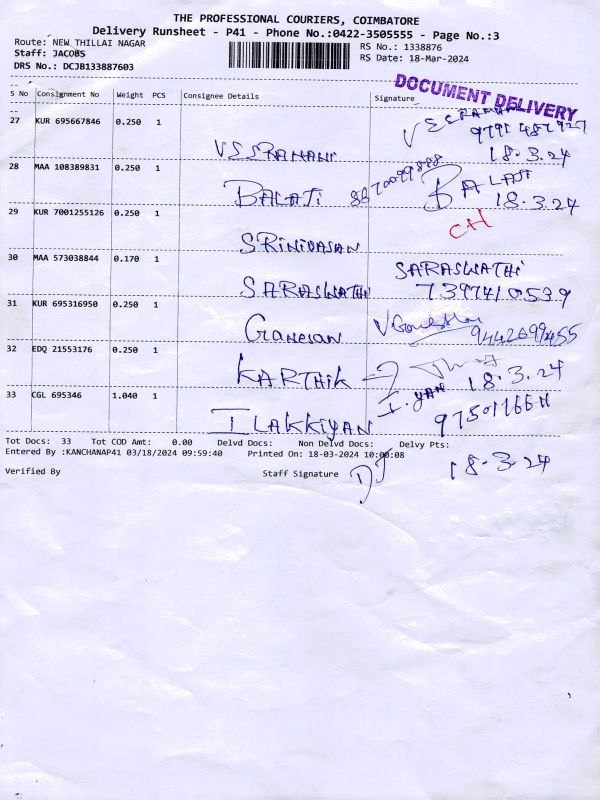 THE PROFESSIONAL COURIERS, COIMBATORE
Delivery Runsheet - P41 - Phone No.:0422-3505555 - Page No.:3
Route: NEW THILLAI NAGAR
RS No.: 1338876
Staff: JACOBS
RS Date: 18-Mar-2024
DRS No.: DCJB133887603
DOCUMENT DELIVERY
S No Consignment No Weight PCS Consignee Details Signature
27 KUR 695667846 0.250 1
18.3.24
28 MAA 108389831 0.250 1
BALAJI BALAJI
18.3.24
29 KUR 7001255126 0.250 1
CH
SRINIVASAN
30 MAA 573038844 0.170 1
SARASWATHI
SARASWATHI 7397410539
31 KUR 695316950 0.250 1
GANESAN 9442699455
32 EDQ 21553176 0.250 1
KARTHIK 18.3.24
33 CGL 695346 1.040 1
I.YAN
ILAKKIYAN
Tot Docs: 33 Tot COD Amt: 0.00 Delvd Docs: Non Delvd Docs: Delvy Pts:
Entered By :KANCHANAP41 03/18/2024 09:59:40 Printed On: 18-03-2024 10:00:08
18.3.24
Verified By Staff Signature